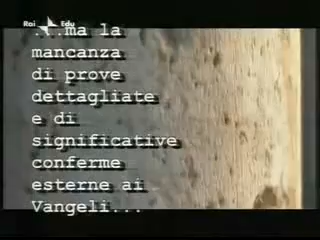 Rai Edu
...ma la
mancanza
di prove
dettagliate
e di
significative
conferme
esterne ai
Vangeli...